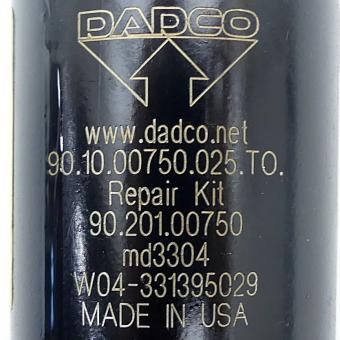 DADCO
www.dadco.net
90.10.00750.025.TO.
Repair Kit
90.201.00750
md3304
W04-331395029
MADE IN USA